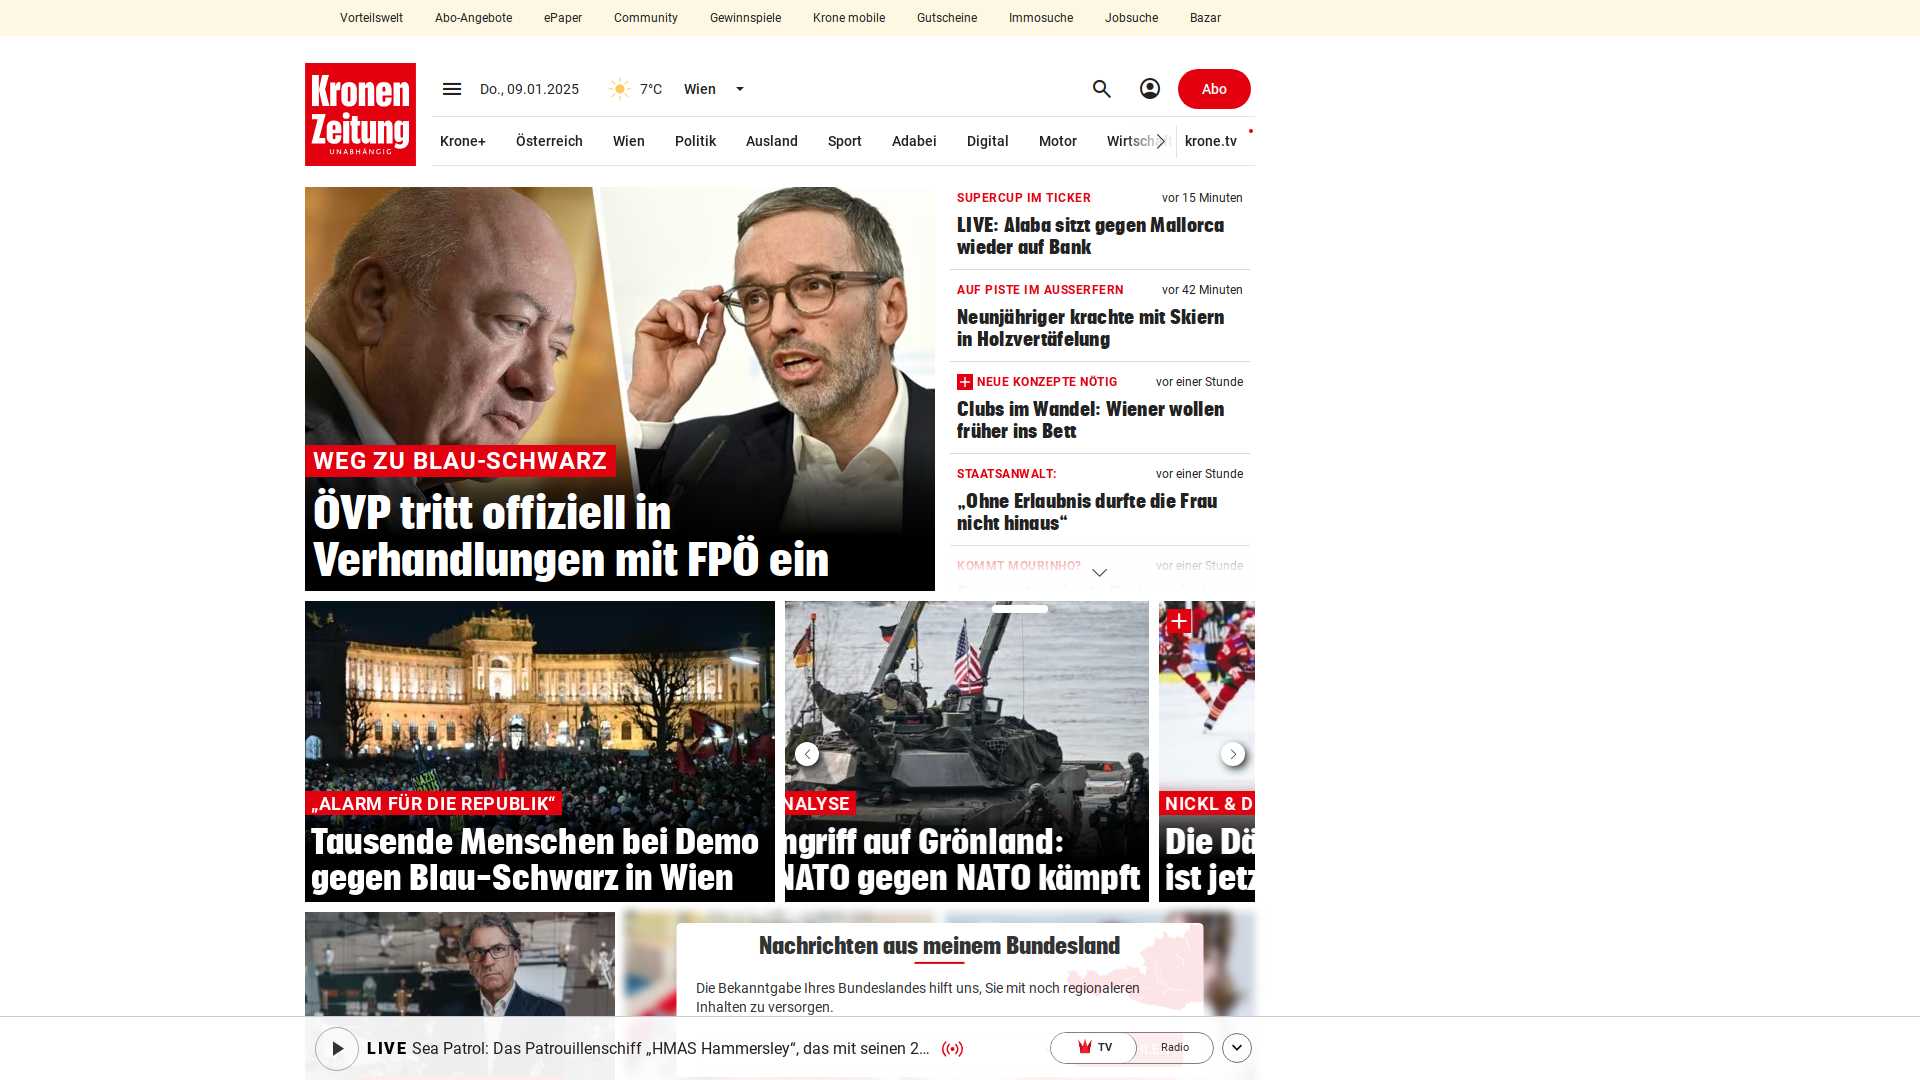 Vorteilswelt Abo-Angebote ePaper Community Gewinnspiele Krone mobile Gutscheine Immosuche Jobsuche Bazar
Kronen
Zeitung
UNABHÄNGIG
Do., 09.01.2025 7°C Wien Abo
Krone+ Österreich Wien Politik Ausland Sport Adabei Digital Motor Wirtschaft krone.tv
WEG ZU BLAU-SCHWARZ
ÖVP tritt offiziell in
Verhandlungen mit FPÖ ein
SUPERCUP IM TICKER vor 15 Minuten
LIVE: Alaba sitzt gegen Mallorca
wieder auf Bank
AUF PISTE IM AUSSERFERN vor 42 Minuten
Neunjähriger krachte mit Skiern
in Holzvertäfelung
NEUE KONZEPTE NÖTIG vor einer Stunde
Clubs im Wandel: Wiener wollen
früher ins Bett
STAATSANWALT: vor einer Stunde
„Ohne Erlaubnis durfte die Frau
nicht hinaus“
KOMMT MOURINHO? vor einer Stunde
„ALARM FÜR DIE REPUBLIK“
Tausende Menschen bei Demo
gegen Blau-Schwarz in Wien
NALYSE
ngriff auf Grönland:
NATO gegen NATO kämpft
NICKL & D
Die Dä
ist jetz
Nachrichten aus meinem Bundesland
Die Bekanntgabe Ihres Bundeslandes hilft uns, Sie mit noch regionaleren
Inhalten zu versorgen.
LIVE Sea Patrol: Das Patrouillenschiff „HMAS Hammersley“, das mit seinen 2... TV Radio